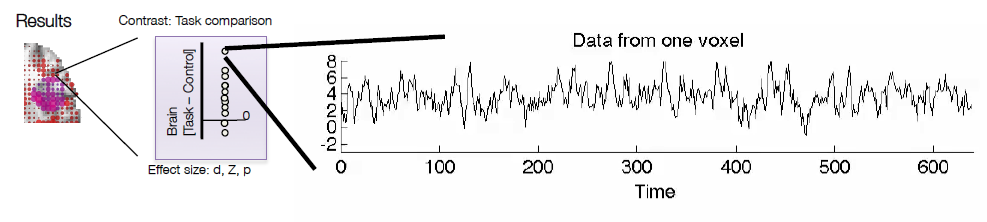 Results
Contrast: Task comparison
Brain
[Task – Control]
0
Effect size: d, Z, p
Data from one voxel
8
6
4
2
0
-2
0 100 200 300 400 500 600
Time